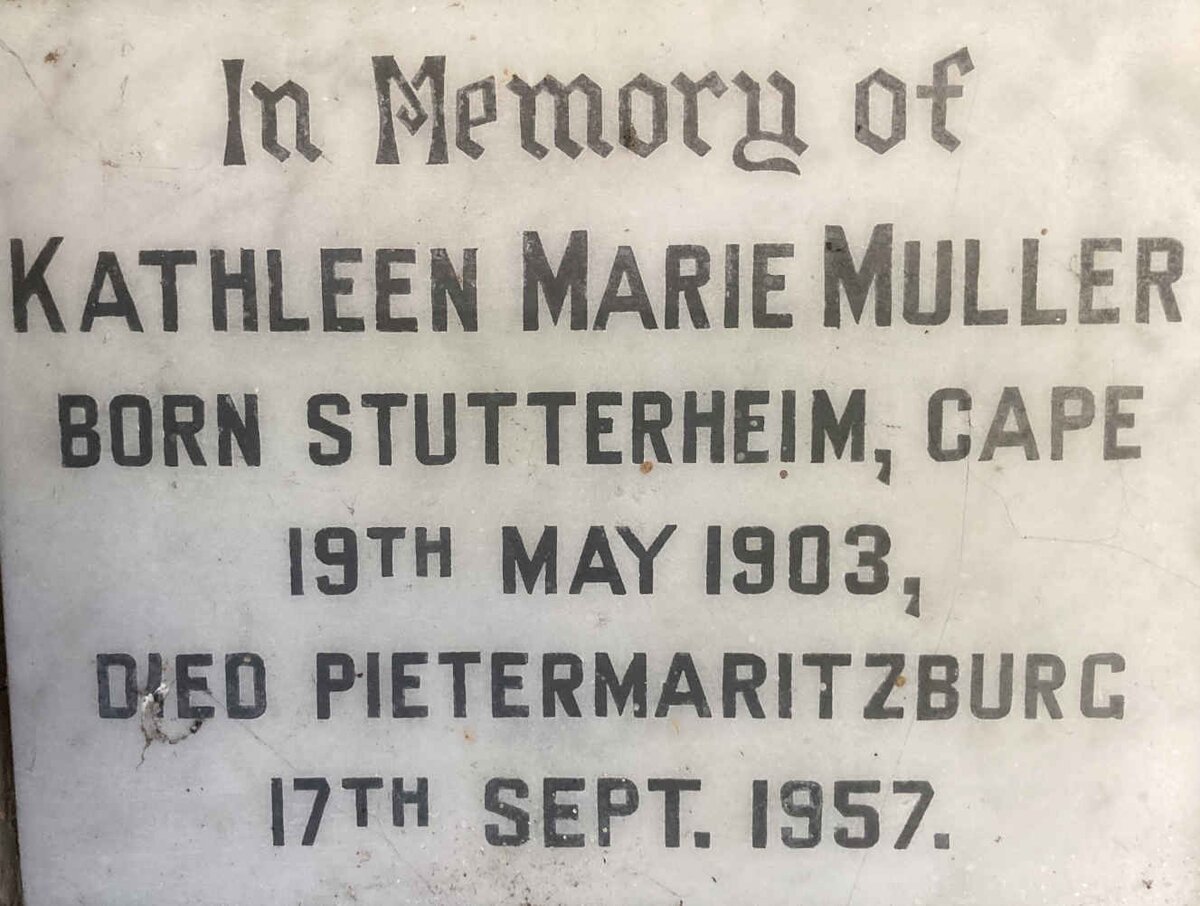 In Memory of
KATHLEEN MARIE MULLER
BORN STUTTERHEIM, CAPE
19TH MAY 1903,
DIED PIETERMARITZBURG
17TH SEPT. 1957.